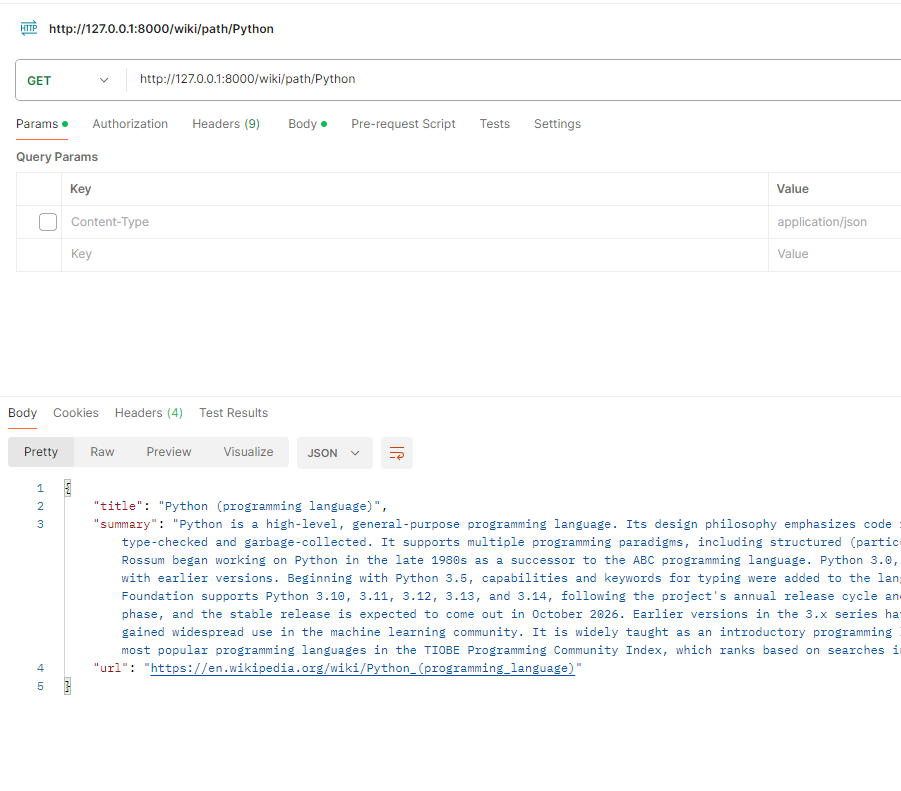 HTTP http://127.0.0.1:8000/wiki/path/Python
GET http://127.0.0.1:8000/wiki/path/Python
Params Authorization Headers (9) Body Pre-request Script Tests Settings
Query Params
Key Value
Content-Type application/json
Key Value
Body Cookies Headers (4) Test Results
Pretty Raw Preview Visualize JSON
1 {
2 "title": "Python (programming language)",
3 "summary": "Python is a high-level, general-purpose programming language. Its design philosophy emphasizes code
type-checked and garbage-collected. It supports multiple programming paradigms, including structured (particu
Rossum began working on Python in the late 1980s as a successor to the ABC programming language. Python 3.0,
with earlier versions. Beginning with Python 3.5, capabilities and keywords for typing were added to the lang
Foundation supports Python 3.10, 3.11, 3.12, 3.13, and 3.14, following the project's annual release cycle an
phase, and the stable release is expected to come out in October 2026. Earlier versions in the 3.x series ha
gained widespread use in the machine learning community. It is widely taught as an introductory programming
most popular programming languages in the TIOBE Programming Community Index, which ranks based on searches i
4 "url": "https://en.wikipedia.org/wiki/Python_(programming_language)"
5 }